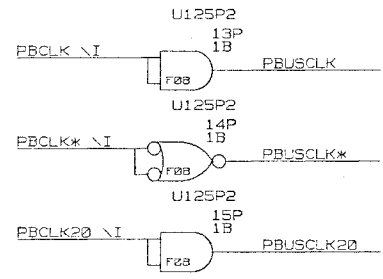 U125P2
13P
1B
PBCLK \I
PBUSCLK
F08
U125P2
14P
1B
PBCLK* \I
PBUSCLK*
F08
U125P2
15P
1B
PBCLK20 \I
PBUSCLK20
F08